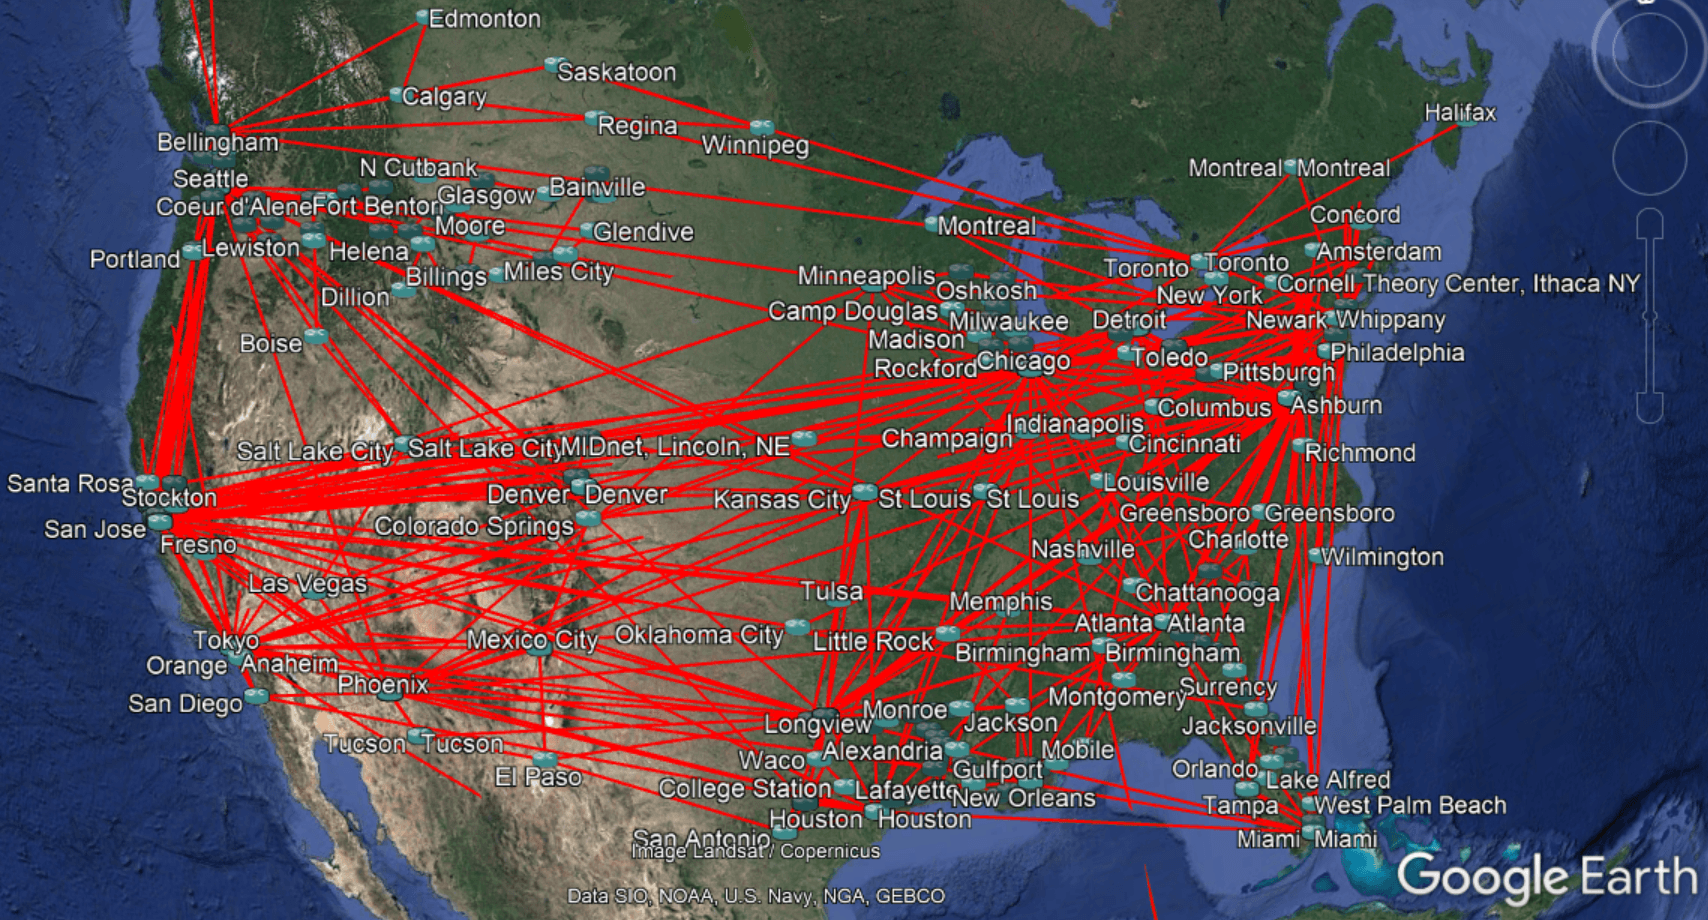 Edmonton
Saskatoon
Calgary
Halifax
Regina
Bellingham
Winnipeg
N Cutbank
Montreal Montreal
Seattle
Glasgow Bainville
Coeur d'Alene Fort Benton
Concord
Moore
Montreal
Glendive
Portland Lewiston Helena
Amsterdam
Billings Miles City
Minneapolis
Toronto Toronto
Dillion
Oshkosh
New York Cornell Theory Center, Ithaca NY
Camp Douglas
Milwaukee Detroit Newark Whippany
Boise
Madison
Rockford Chicago Toledo Philadelphia
Pittsburgh
Columbus Ashburn
Salt Lake City Salt Lake City MIDnet, Lincoln, NE
Champaign Indianapolis
Cincinnati
Richmond
Santa Rosa
Stockton
Denver Denver
Kansas City St Louis St Louis
Louisville
San Jose
Colorado Springs
Greensboro Greensboro
Fresno
Nashville Charlotte
Wilmington
Las Vegas
Tulsa
Memphis Chattanooga
Tokyo
Mexico City Oklahoma City Little Rock
Atlanta Atlanta
Orange Anaheim
Birmingham Birmingham
Phoenix
San Diego
Montgomery Surrency
Longview Monroe Jackson Jacksonville
Tucson Tucson
Waco Alexandria Mobile
El Paso
Gulfport
Orlando Lake Alfred
College Station Lafayette New Orleans
Tampa West Palm Beach
Houston Houston
San Antonio
Miami Miami
Image Landsat / Copernicus
Data SIO, NOAA, U.S. Navy, NGA, GEBCO
Google Earth